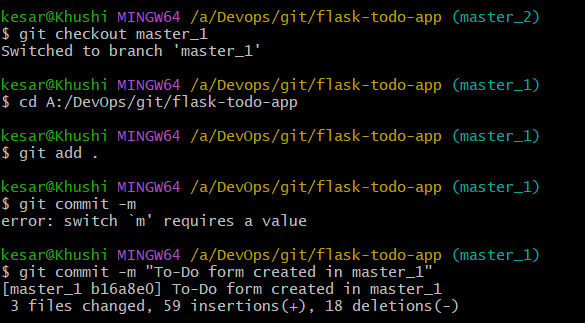 kesar@Khushi MINGW64 /a/Devops/git/flask-todo-app (master_2)
$ git checkout master_1
Switched to branch 'master_1'
kesar@Khushi MINGW64 /a/DevOps/git/flask-todo-app (master_1)
$ cd A:/DevOps/git/flask-todo-app
kesar@Khushi MINGW64 /a/DevOps/git/flask-todo-app (master_1)
$ git add .
kesar@Khushi MINGW64 /a/DevOps/git/flask-todo-app (master_1)
$ git commit -m
error: switch `m' requires a value
kesar@Khushi MINGW64 /a/DevOps/git/flask-todo-app (master_1)
$ git commit -m "To-Do form created in master_1"
[master_1 b16a8e0] To-Do form created in master_1
 3 files changed, 59 insertions(+), 18 deletions(-)